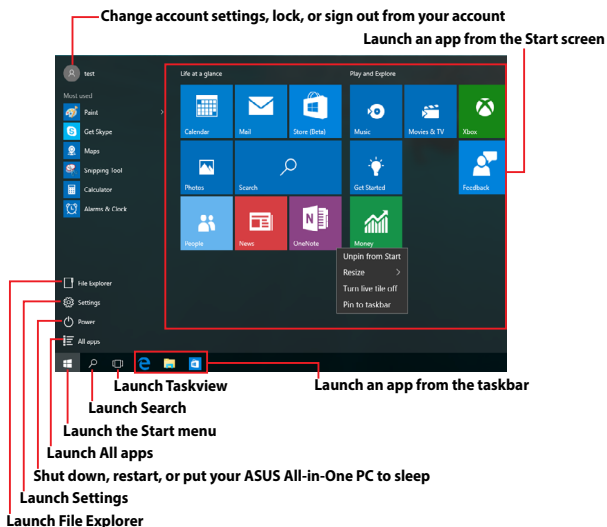 Change account settings, lock, or sign out from your account
Launch an app from the Start screen
test
Most used
Paint
Get Skype
Maps
Snipping Tool
Calculator
Alarms & Clock
File Explorer
Settings
Power
All apps
Life at a glance
Play and Explore
Calendar
Mail
Store (Beta)
Music
Movies & TV
Xbox
Photos
Search
Get Started
Feedback
People
News
OneNote
Money
Unpin from Start
Resize
Turn live tile off
Pin to taskbar
Launch Taskview
Launch an app from the taskbar
Launch Search
Launch the Start menu
Launch All apps
Shut down, restart, or put your ASUS All-in-One PC to sleep
Launch Settings
Launch File Explorer